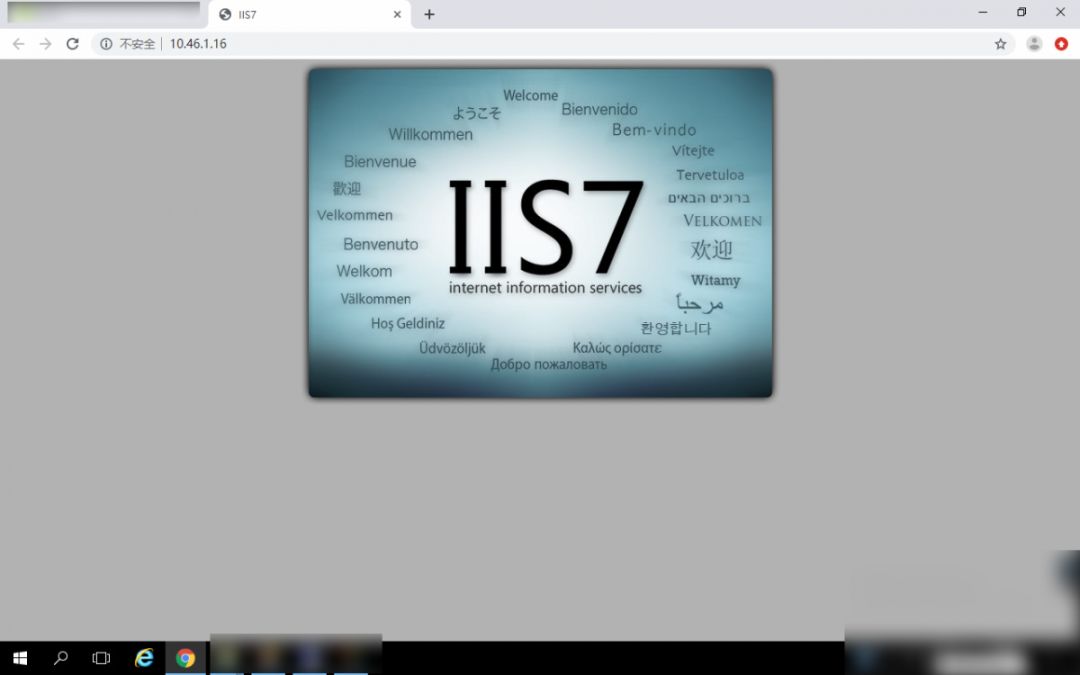 IIS7
不安全
10.46.1.16
Welcome
ようこそ
Bienvenido
Willkommen
Bem-vindo
Bienvenue
Vítejte
Tervetuloa
歡迎
ברוכים הבאים
Velkommen
VELKOMEN
Benvenuto
欢迎
Welkom
Witamy
Välkommen
مرحباً
Hoş Geldiniz
환영합니다
Üdvözöljük
Καλώς ορίσατε
Добро пожаловать
IIS7
internet information services